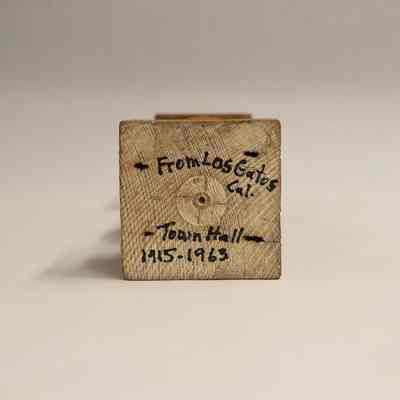 - From Los Gatos -
Cal.
- Town Hall -
1915-1963